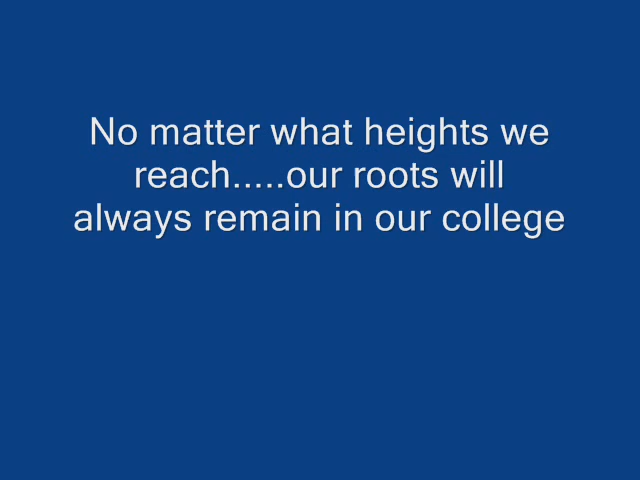 No matter what heights we
reach.....our roots will
always remain in our college